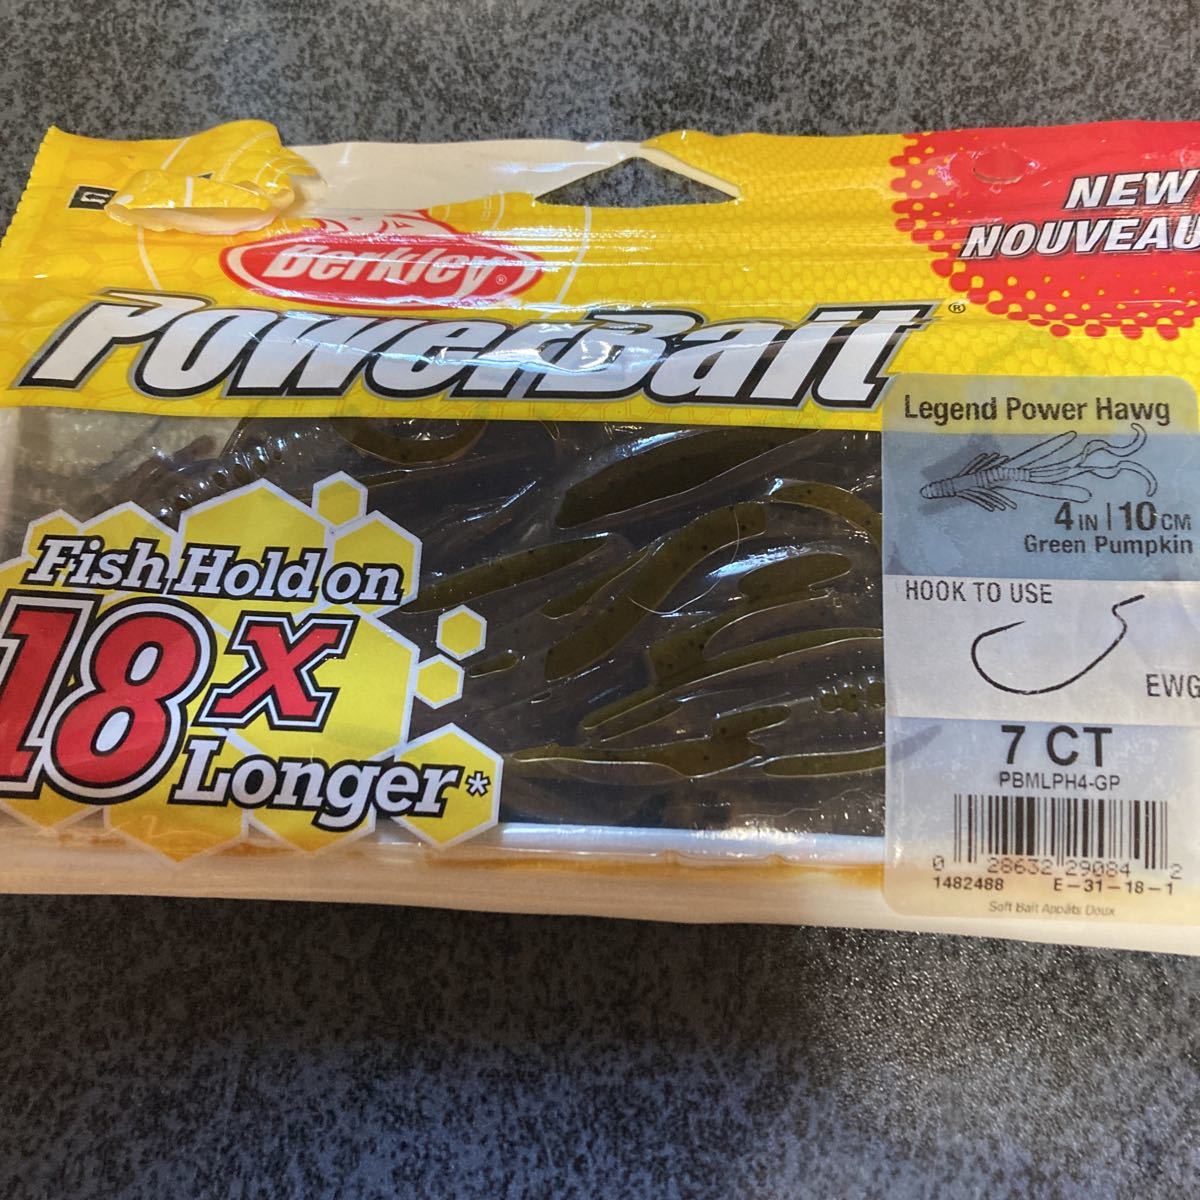 NEW
NOUVEAU
Berkley®
PowerBait®
Legend Power Hawg
4 IN | 10 CM
Green Pumpkin
HOOK TO USE
EWG
7 CT
PBMLPH4-GP
0 28632 29084 2
1482488 E-31-18-1
Soft Bait Appâts Doux
Fish Hold on
18x
Longer*